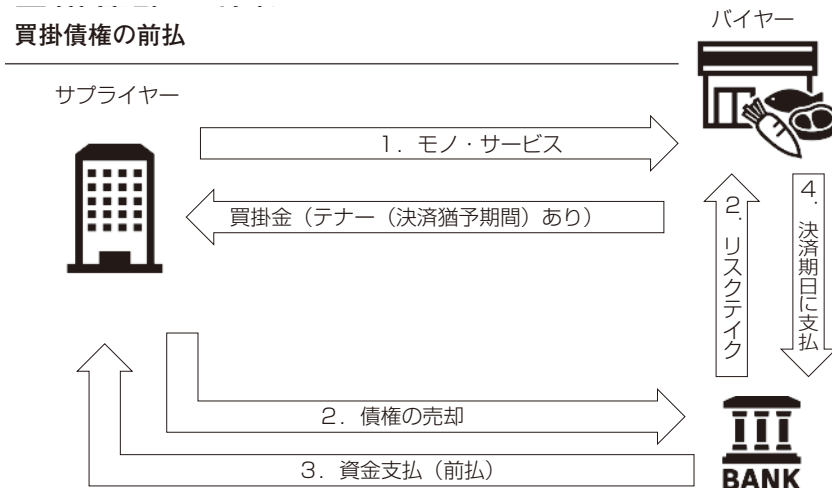 買掛債権の前払
バイヤー
サプライヤー
1．モノ・サービス
買掛金（テナー（決済猶予期間）あり）
2．リスクテイク
4．決済期日に支払
2．債権の売却
3．資金支払（前払）
BANK